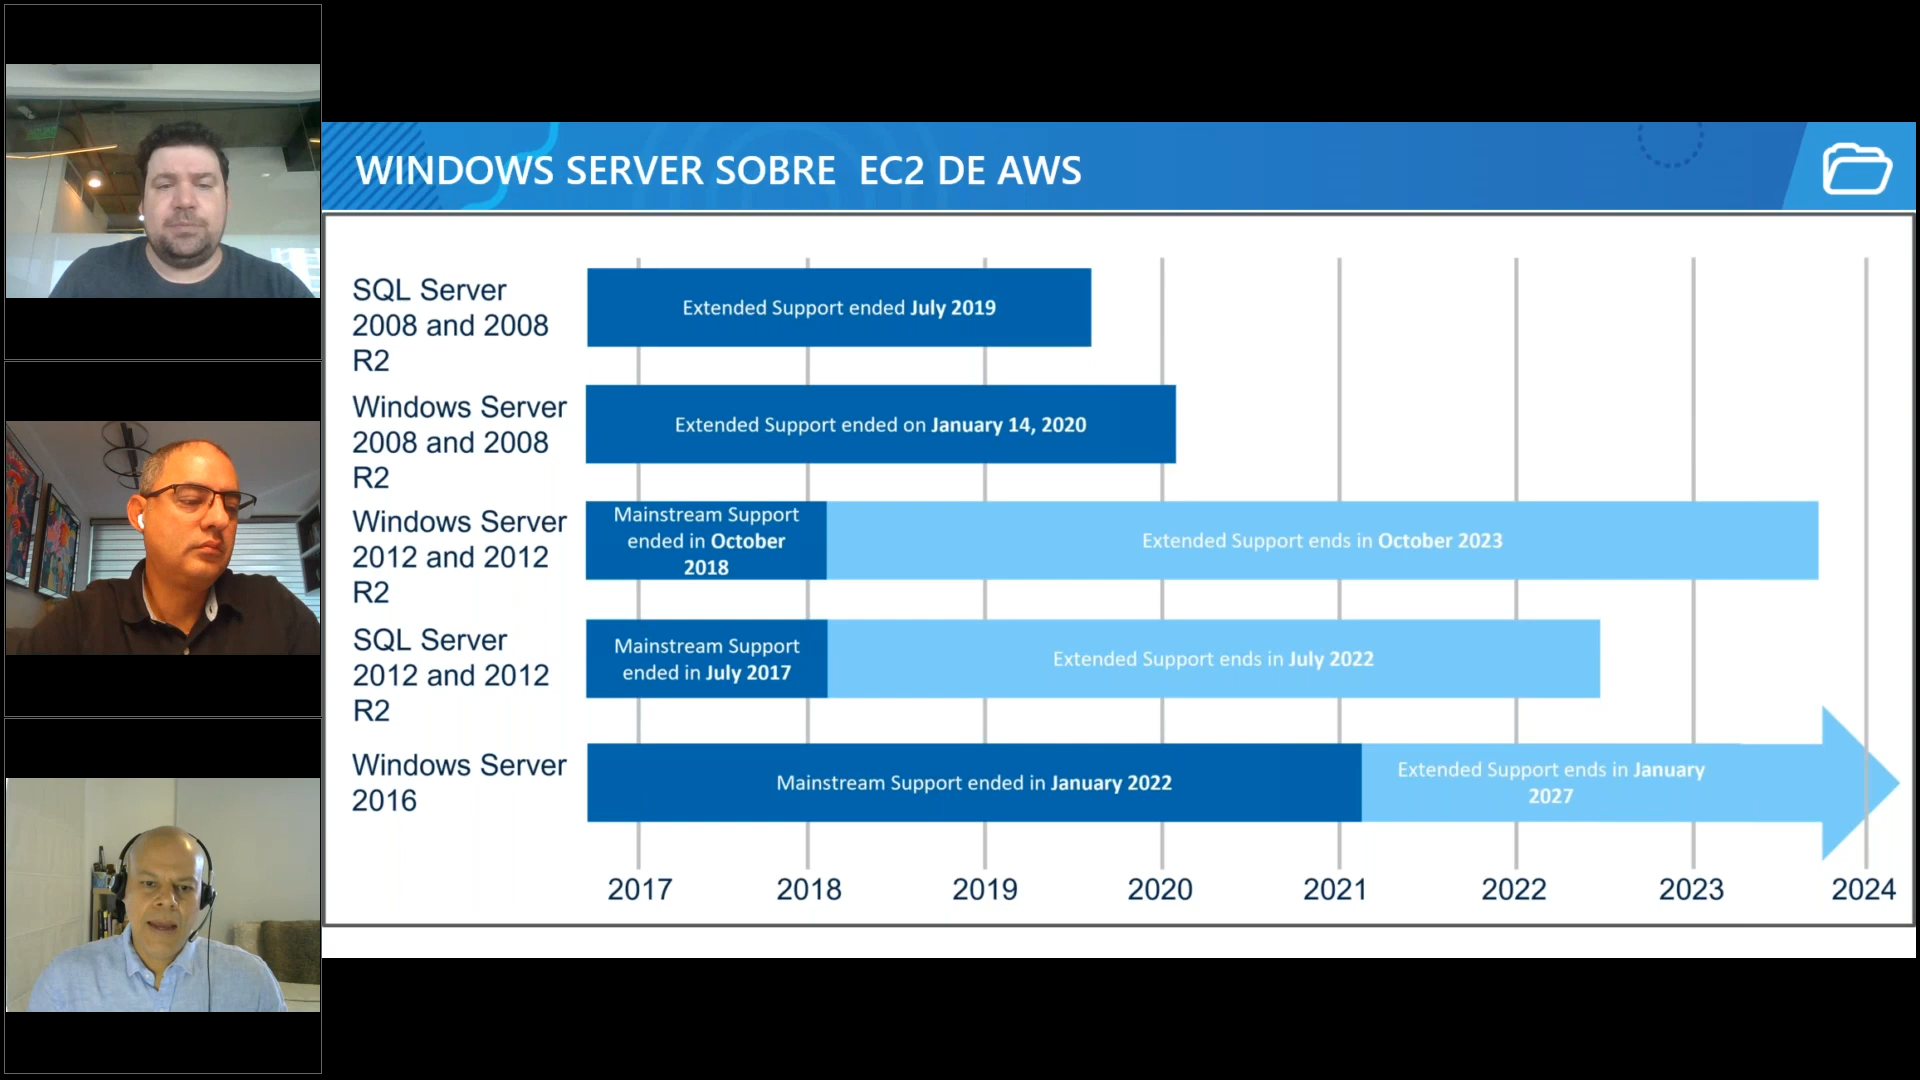 WINDOWS SERVER SOBRE  EC2 DE AWS
SQL Server
2008 and 2008
R2
Extended Support ended July 2019
Windows Server
2008 and 2008
R2
Extended Support ended on January 14, 2020
Windows Server
2012 and 2012
R2
Mainstream Support
ended in October
2018
Extended Support ends in October 2023
SQL Server
2012 and 2012
R2
Mainstream Support
ended in July 2017
Extended Support ends in July 2022
Windows Server
2016
Mainstream Support ended in January 2022
Extended Support ends in January
2027
2017 2018 2019 2020 2021 2022 2023 2024